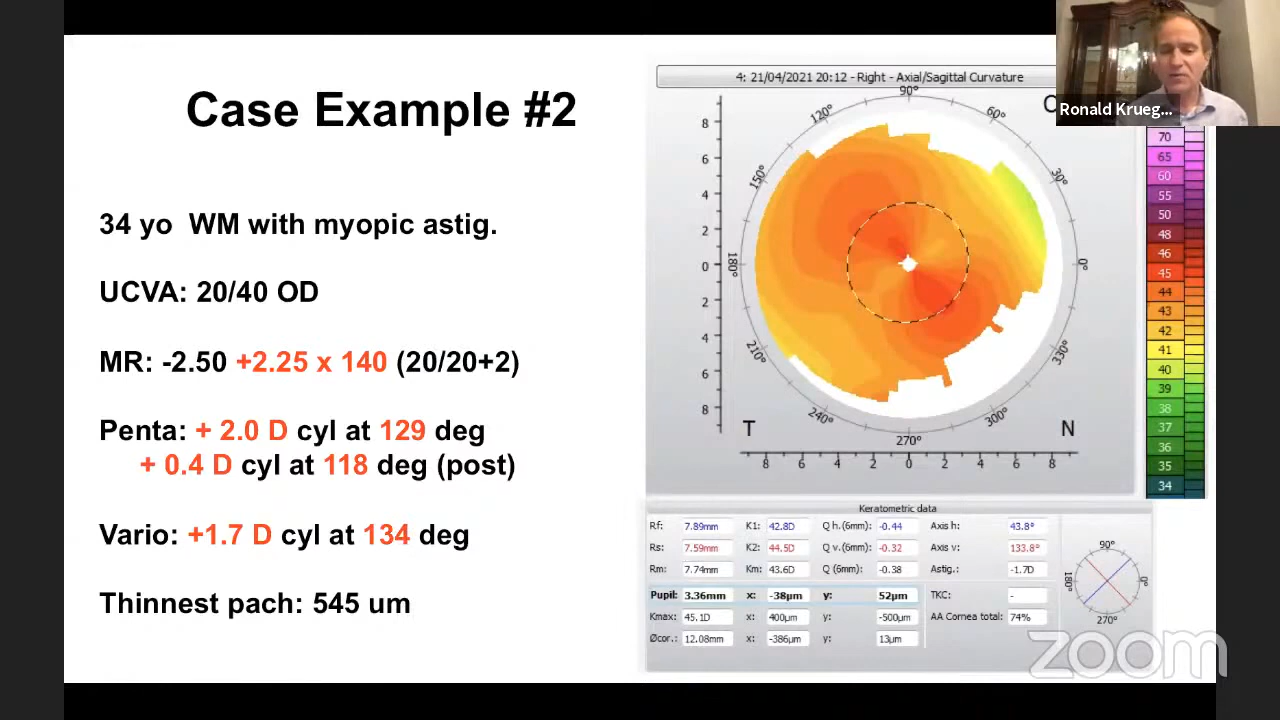 Case Example #2
34 yo WM with myopic astig.
UCVA: 20/40 OD
MR: -2.50 +2.25 x 140 (20/20+2)
Penta: + 2.0 D cyl at 129 deg
+ 0.4 D cyl at 118 deg (post)
Vario: +1.7 D cyl at 134 deg
Thinnest pach: 545 um
4: 21/04/2021 20:12 - Right - Axial/Sagittal Curvature
Ronald Krueg...
90°
120° 60°
150° 30°
180° 0°
210° 330°
240° 300°
270°
8
6
4
2
0
2
4
6
8
T N
8 6 4 2 0 2 4 6 8
70
65
60
55
50
48
46
45
44
43
42
41
40
39
38
37
36
35
34
Keratometric data
Rf: 7.89mm K1: 42.8D Q h.(6mm): -0.44 Axis h: 43.8°
Rs: 7.59mm K2: 44.5D Q v.(6mm): -0.32 Axis v: 133.8°
Rm: 7.74mm Km: 43.6D Q (6mm): -0.38 Astig.: -1.7D
Pupil: 3.36mm x: -38µm y: 52µm TKC: -
Kmax: 45.1D x: 400µm y: -500µm AA Cornea total: 74%
Øcor.: 12.08mm x: -386µm y: 13µm
90°
180° 0°
270°
zoom